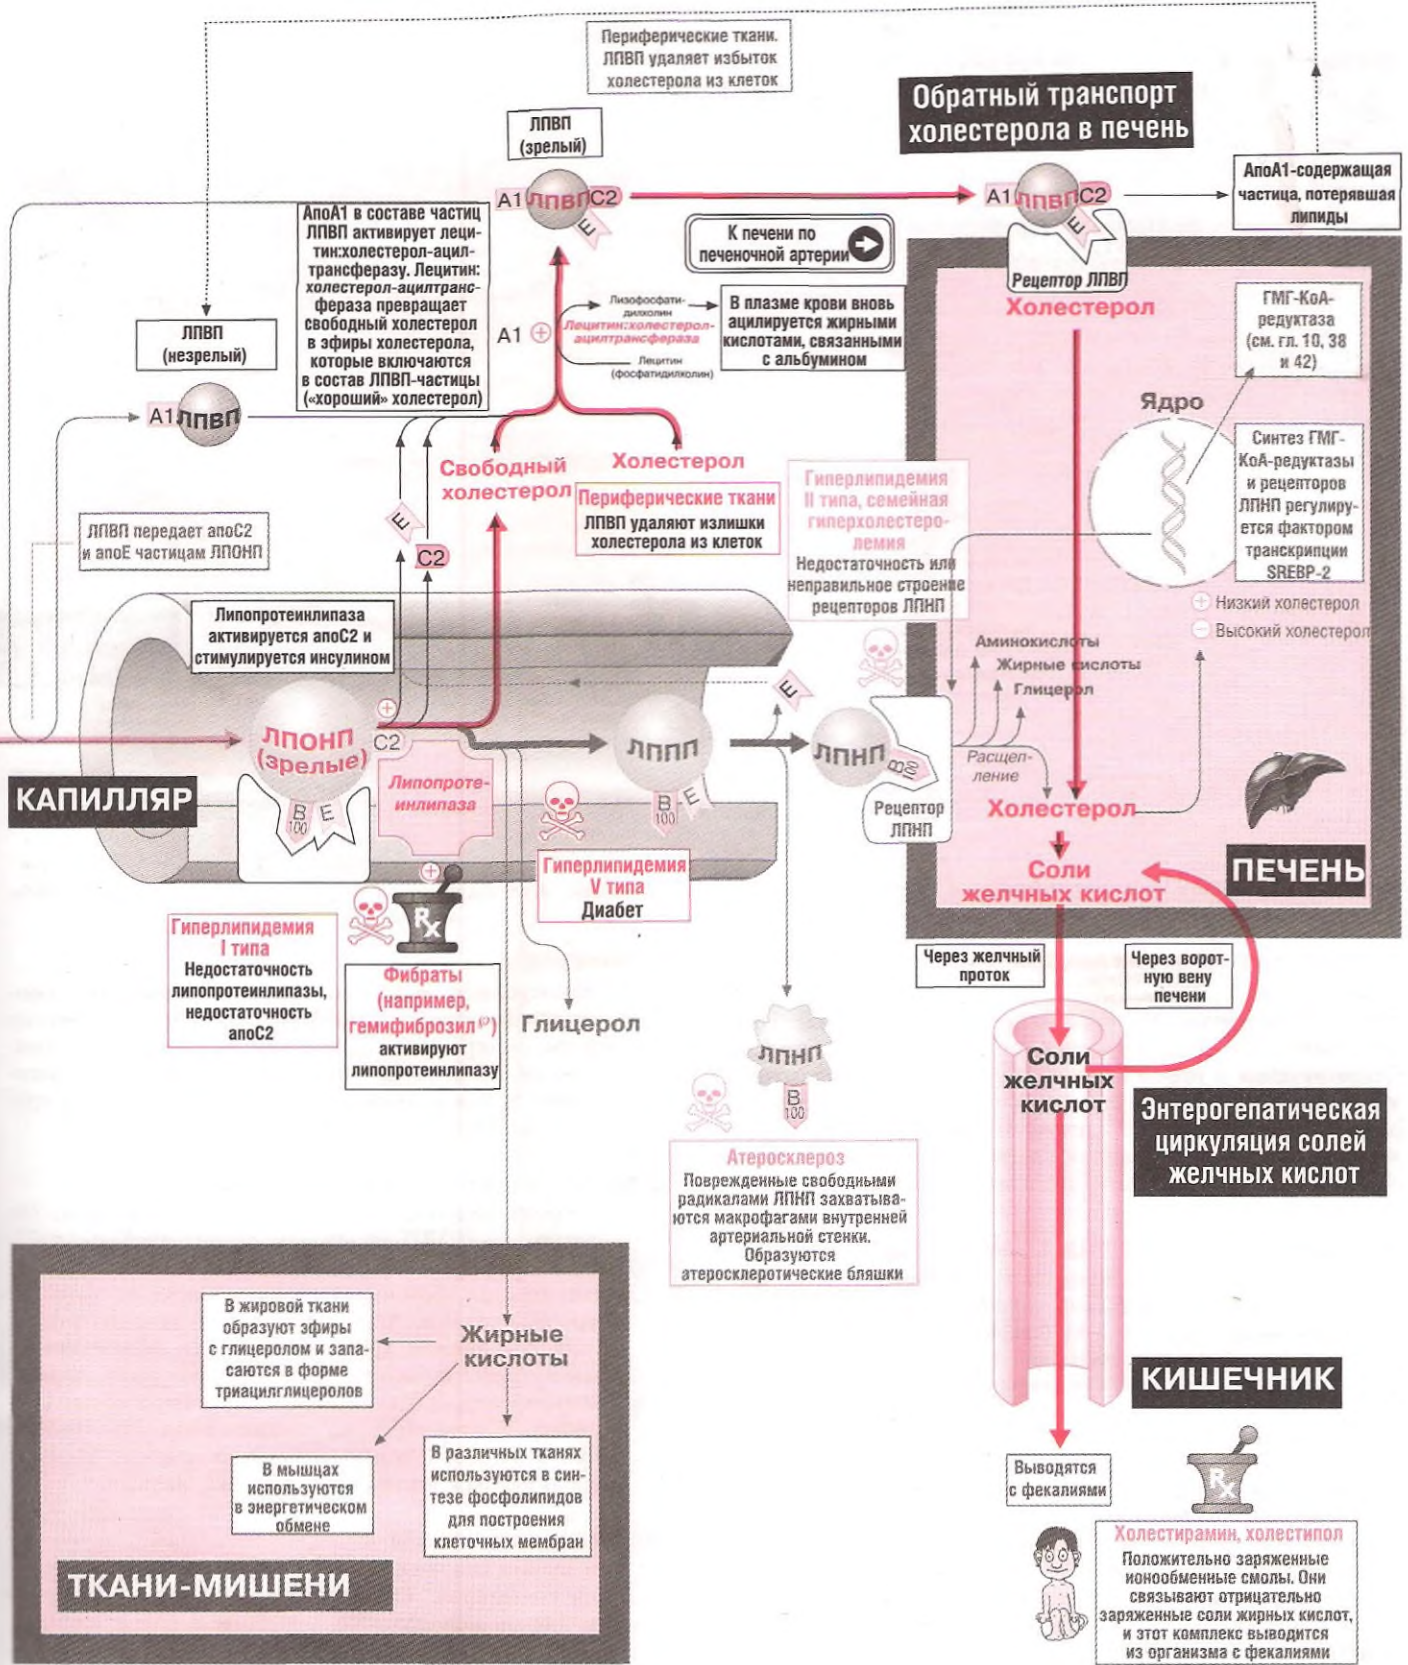 Периферические ткани.
ЛПВП удаляет избыток
холестерола из клеток
Обратный транспорт
холестерола в печень
ЛПВП
(зрелый)
A1 ЛПВП C2
E
A1 ЛПВП C2
E
АпоА1-содержащая
частица, потерявшая
липиды
АпоА1 в составе частиц
ЛПВП активирует леци-
тин:холестерол-ацил-
трансферазу. Лецитин:
холестерол-ацилтранс-
фераза превращает
свободный холестерол
в эфиры холестерола,
которые включаются
в состав ЛПВП-частицы
(«хороший» холестерол)
К печени по
печеночной артерии
Рецептор ЛПВП
Холестерол
ЛПВП
(незрелый)
A1 ЛПВП
A1 +
Лизофосфати-
дилхолин
Лецитин:холестерол-
ацилтрансфераза
Лецитин
(фосфатидилхолин)
В плазме крови вновь
ацилируется жирными
кислотами, связанными
с альбумином
ГМГ-КоА-
редуктаза
(см. гл. 10, 38
и 42)
Ядро
Синтез ГМГ-
КоА-редуктазы
и рецепторов
ЛПНП регулиру-
ется фактором
транскрипции
SREBP-2
+ Низкий холестерол
− Высокий холестерол
Свободный
холестерол
Холестерол
Периферические ткани
ЛПВП удаляют излишки
холестерола из клеток
Гиперлипидемия
II типа, семейная
гиперхолестеро-
лемия
Недостаточность или
неправильное строение
рецепторов ЛПНП
ЛПВП передает апоС2
и апоЕ частицам ЛПОНП
E
C2
Липопротеинлипаза
активируется апоС2 и
стимулируется инсулином
Аминокислоты
Жирные кислоты
Глицерол
E
ЛПОНП
(зрелые)
+
C2
B
100
E
Липопроте-
инлипаза
+
ЛППП
B
100
E
ЛПНП
B
100
Рецептор
ЛПНП
Расщеп-
ление
Холестерол
КАПИЛЛЯР
ПЕЧЕНЬ
Соли
желчных кислот
Гиперлипидемия
V типа
Диабет
Rx
Гиперлипидемия
I типа
Недостаточность
липопротеинлипазы,
недостаточность
апоС2
Фибраты
(например,
гемифиброзил)
активируют
липопротеинлипазу
Глицерол
Через желчный
проток
Через ворот-
ную вену
печени
ЛПНП
B
100
Соли
желчных
кислот
Энтерогепатическая
циркуляция солей
желчных кислот
Атеросклероз
Поврежденные свободными
радикалами ЛПНП захватыва-
ются макрофагами внутренней
артериальной стенки.
Образуются
атеросклеротические бляшки
В жировой ткани
образуют эфиры
с глицеролом и запа-
саются в форме
триацилглицеролов
Жирные
кислоты
В мышцах
используются
в энергетическом
обмене
В различных тканях
используются в син-
тезе фосфолипидов
для построения
клеточных мембран
ТКАНИ-МИШЕНИ
КИШЕЧНИК
Выводятся
с фекалиями
Rx
Холестирамин, холестипол
Положительно заряженные
ионообменные смолы. Они
связывают отрицательно
заряженные соли жирных кислот,
и этот комплекс выводится
из организма с фекалиями